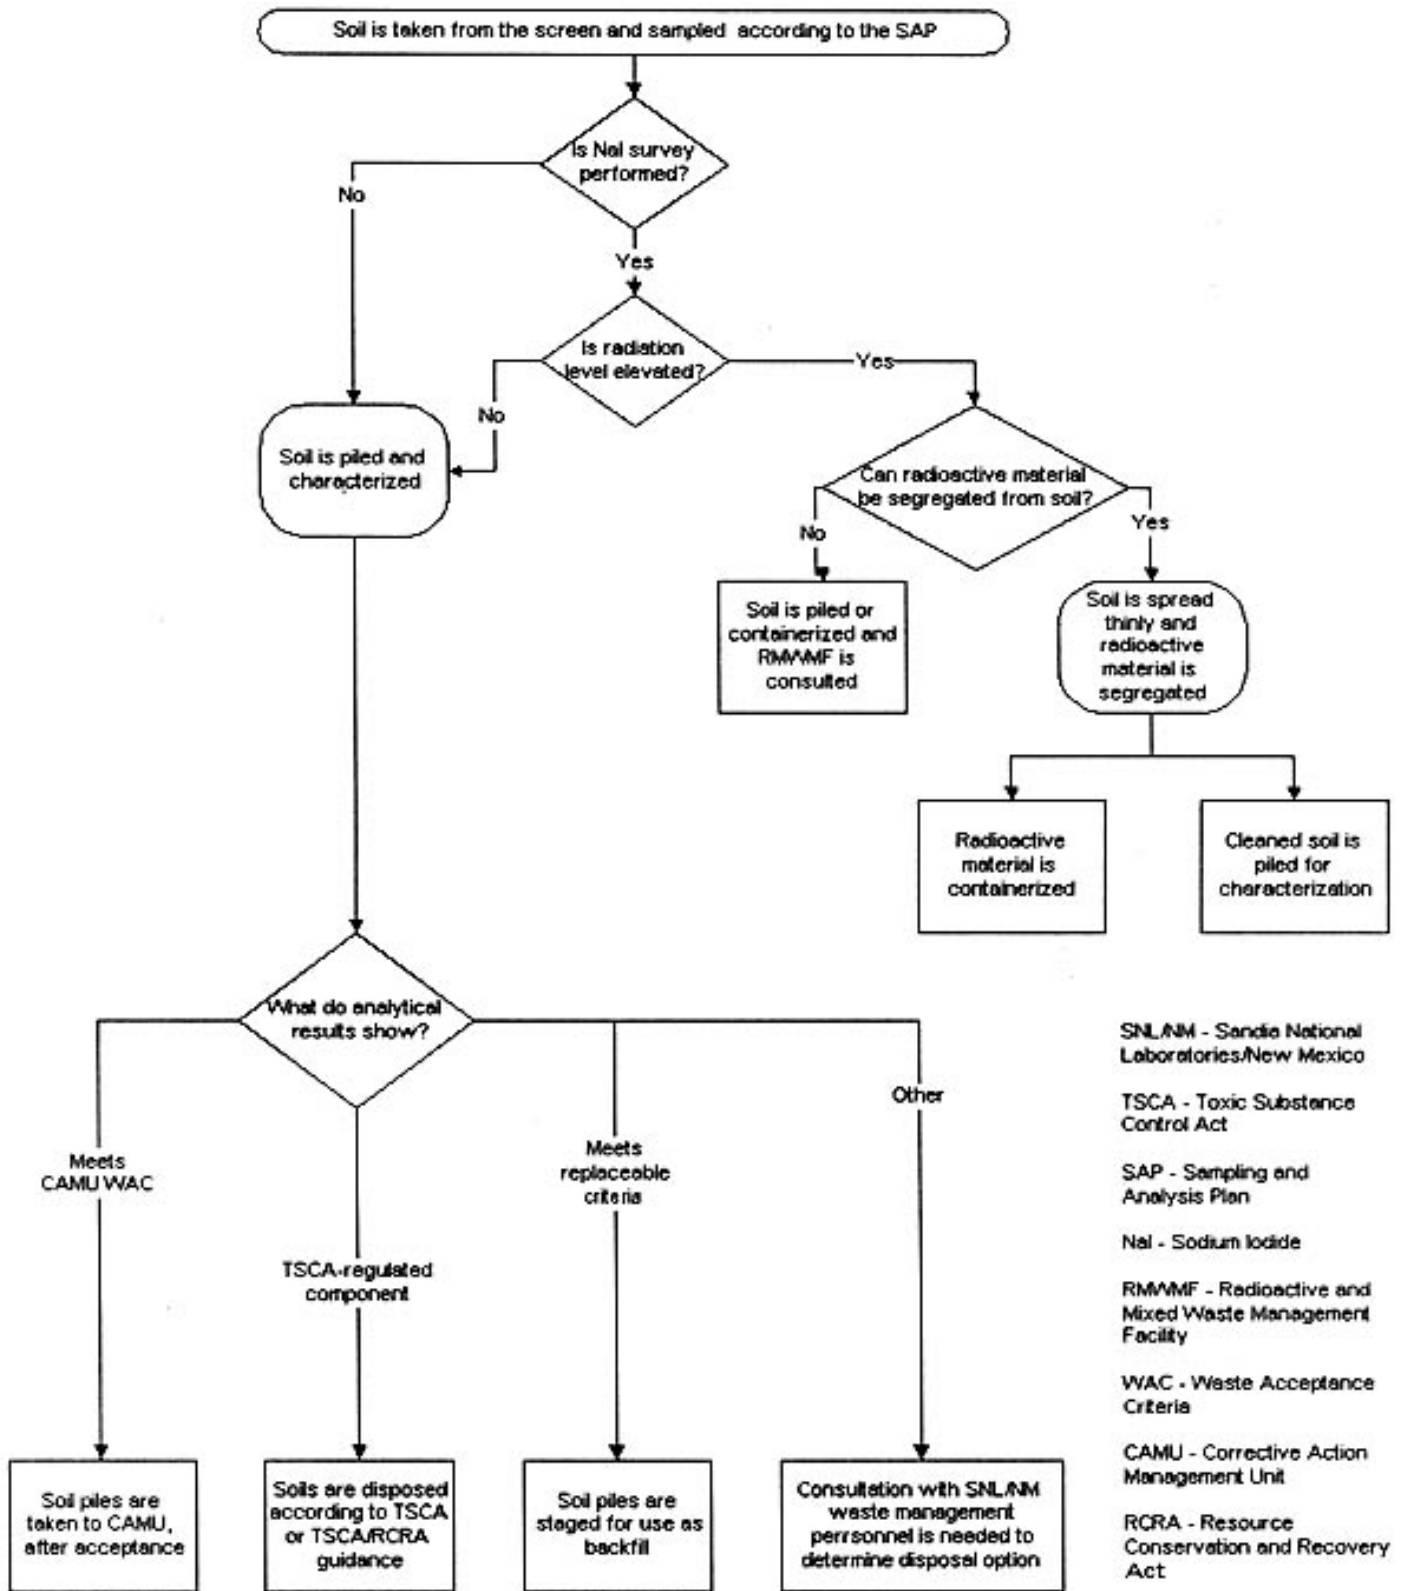 Soil is taken from the screen and sampled according to the SAP
Is NaI survey
performed?
No
Yes
Is radiation
level elevated?
Yes
No
Soil is piled and
characterized
Can radioactive material
be segregated from soil?
No
Yes
Soil is piled or
containerized and
RMWMF is
consulted
Soil is spread
thinly and
radioactive
material is
segregated
Radioactive
material is
containerized
Cleaned soil is
piled for
characterization
What do analytical
results show?
Meets
CAMU WAC
TSCA-regulated
component
Meets
replaceable
criteria
Other
Soil piles are
taken to CAMU,
after acceptance
Soils are disposed
according to TSCA
or TSCA/RCRA
guidance
Soil piles are
staged for use as
backfill
Consultation with SNL/NM
waste management
perrsonnel is needed to
determine disposal option
SNL/NM - Sandia National
Laboratories/New Mexico
TSCA - Toxic Substance
Control Act
SAP - Sampling and
Analysis Plan
NaI - Sodium Iodide
RMWMF - Radioactive and
Mixed Waste Management
Facility
WAC - Waste Acceptance
Criteria
CAMU - Corrective Action
Management Unit
RCRA - Resource
Conservation and Recovery
Act